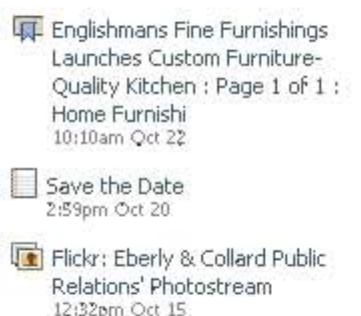 Englishmans Fine Furnishings
Launches Custom Furniture-
Quality Kitchen : Page 1 of 1 :
Home Furnishi
10:10am Oct 22
Save the Date
2:59pm Oct 20
Flickr: Eberly & Collard Public
Relations' Photostream
12:32pm Oct 15